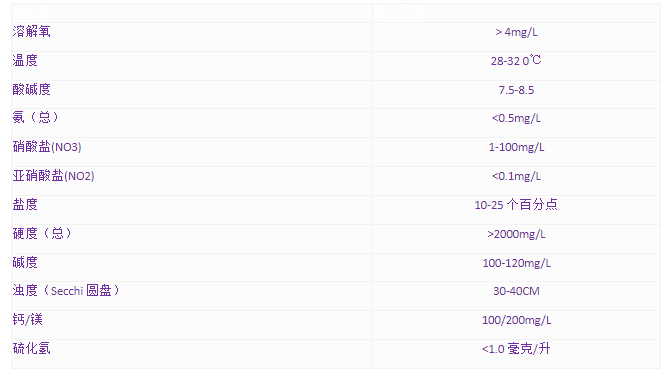 溶解氧 > 4mg/L
温度 28-32 0℃
酸碱度 7.5-8.5
氨（总） <0.5mg/L
硝酸盐(NO3) 1-100mg/L
亚硝酸盐(NO2) <0.1mg/L
盐度 10-25 个百分点
硬度（总） >2000mg/L
碱度 100-120mg/L
浊度（Secchi 圆盘） 30-40CM
钙/镁 100/200mg/L
硫化氢 <1.0 毫克/升